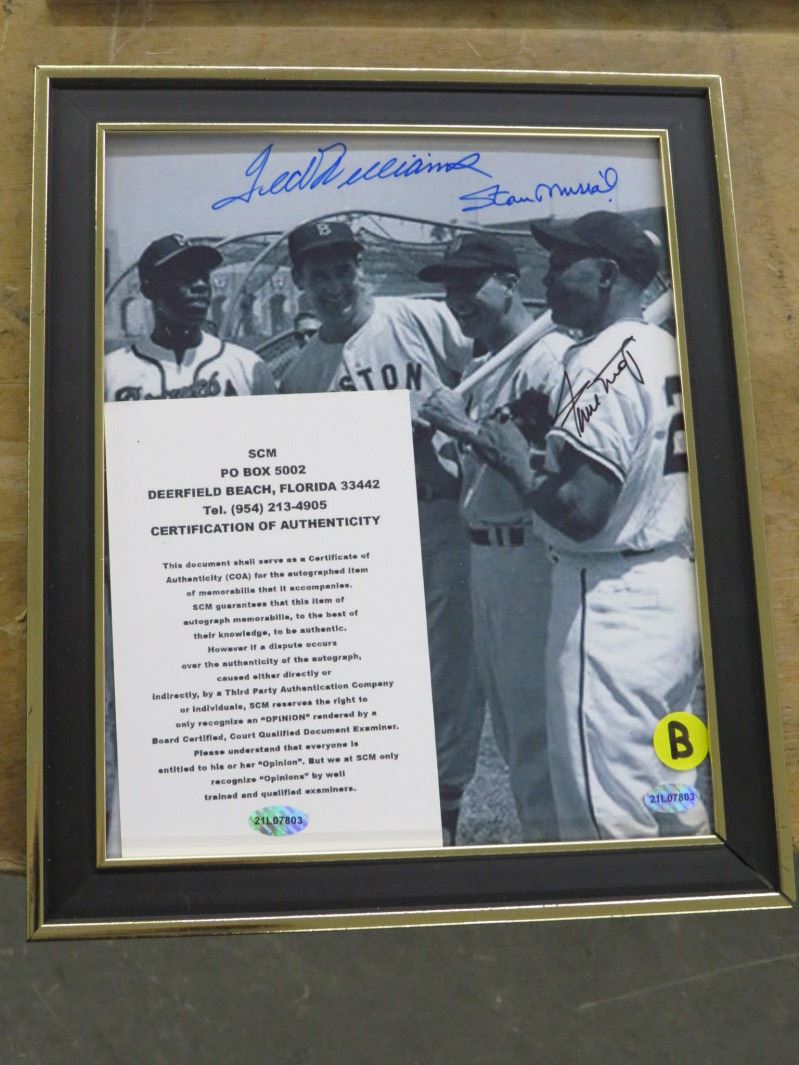 Ted Williams
Stan Musial
B
STON
Willie Mays
2
SCM
PO BOX 5002
DEERFIELD BEACH, FLORIDA 33442
Tel. (954) 213-4905
CERTIFICATION OF AUTHENTICITY
This document shall serve as a Certificate of
Authenticity (COA) for the autographed item
of memorabilia that it accompanies.
SCM guarantees that this item of
autograph memorabilia, to the best of
their knowledge, to be authentic.
However if a dispute occurs
over the authenticity of the autograph,
caused either directly or
indirectly, by a Third Party Authentication Company
or individuals, SCM reserves the right to
only recognize an "OPINION" rendered by a
Board Certified, Court Qualified Document Examiner.
Please understand that everyone is
entitled to his or her "Opinion". But we at SCM only
recognize "Opinions" by well
trained and qualified examiners.
21L07803
B
21L07803